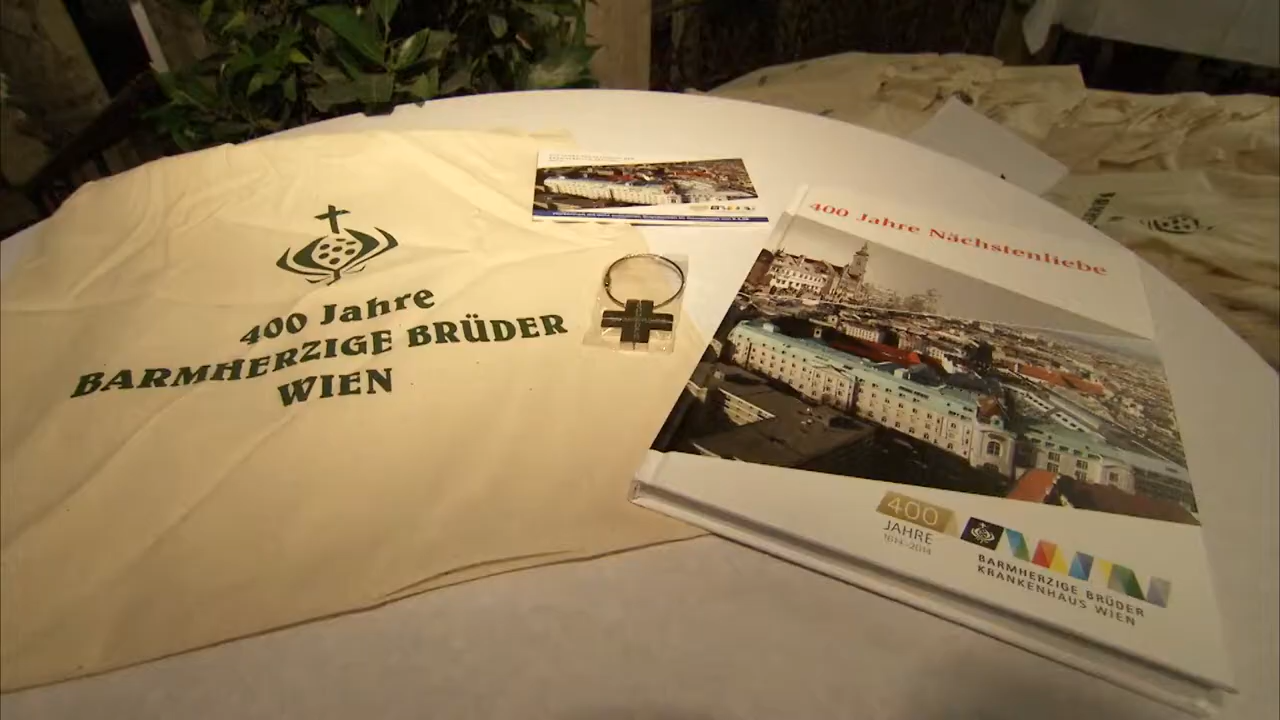 400 Jahre
BARMHERZIGE BRÜDER
WIEN
400 Jahre Nächstenliebe
400
JAHRE
1614-2014
BARMHERZIGE BRÜDER
KRANKENHAUS WIEN